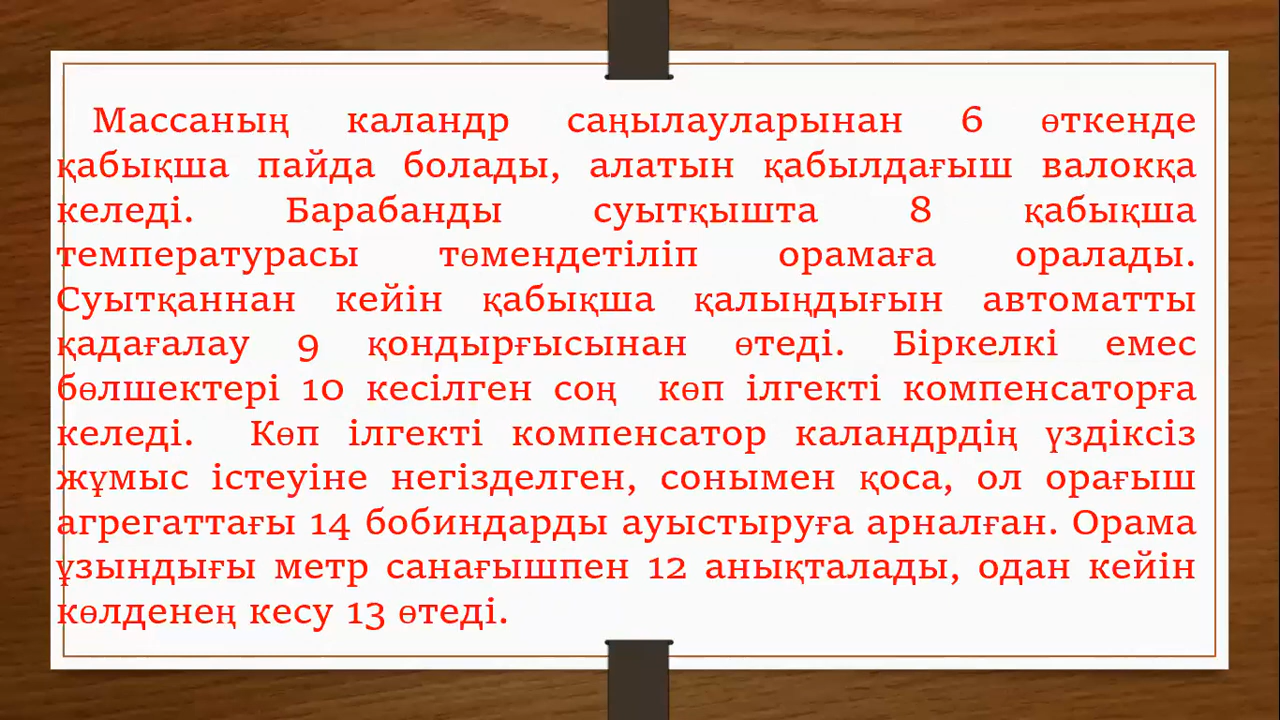 Массаның каландр саңылауларынан 6 өткенде
қабықша пайда болады, алатын қабылдағыш валокқа
келеді. Барабанды суытқышта 8 қабықша
температурасы төмендетіліп орамаға оралады.
Суытқаннан кейін қабықша қалыңдығын автоматты
қадағалау 9 қондырғысынан өтеді. Біркелкі емес
бөлшектері 10 кесілген соң көп ілгекті компенсаторға
келеді. Көп ілгекті компенсатор каландрдің үздіксіз
жұмыс істеуіне негізделген, сонымен қоса, ол орағыш
агрегаттағы 14 бобиндарды ауыстыруға арналған. Орама
ұзындығы метр санағышпен 12 анықталады, одан кейін
көлденең кесу 13 өтеді.